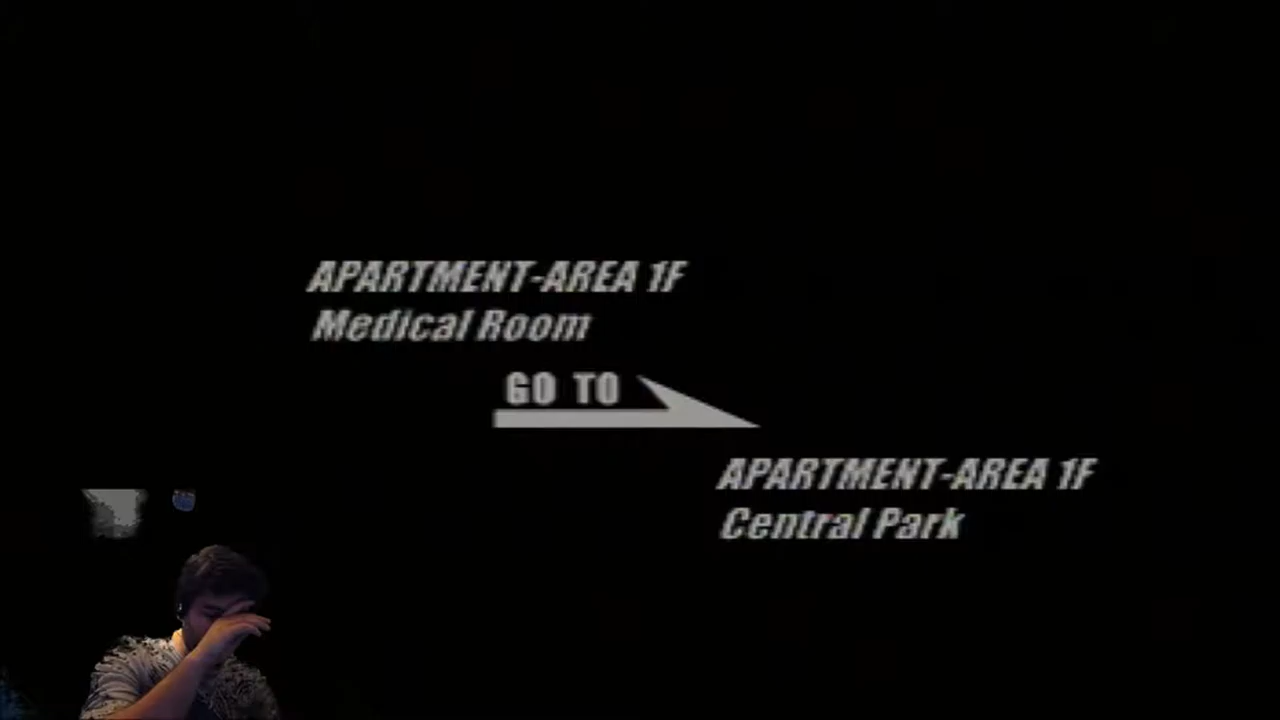 APARTMENT-AREA 1F
Medical Room
GO TO
APARTMENT-AREA 1F
Central Park